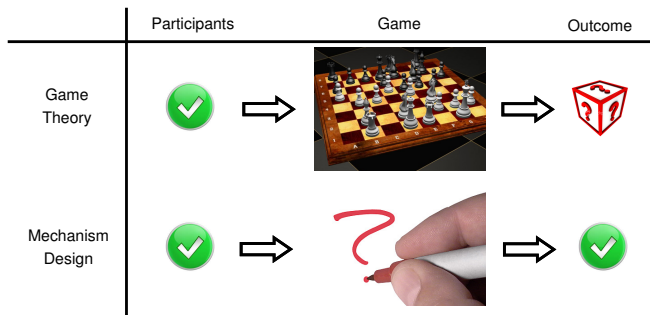 Participants
Game
Outcome
Game
Theory
?
?
?
Mechanism
Design
?